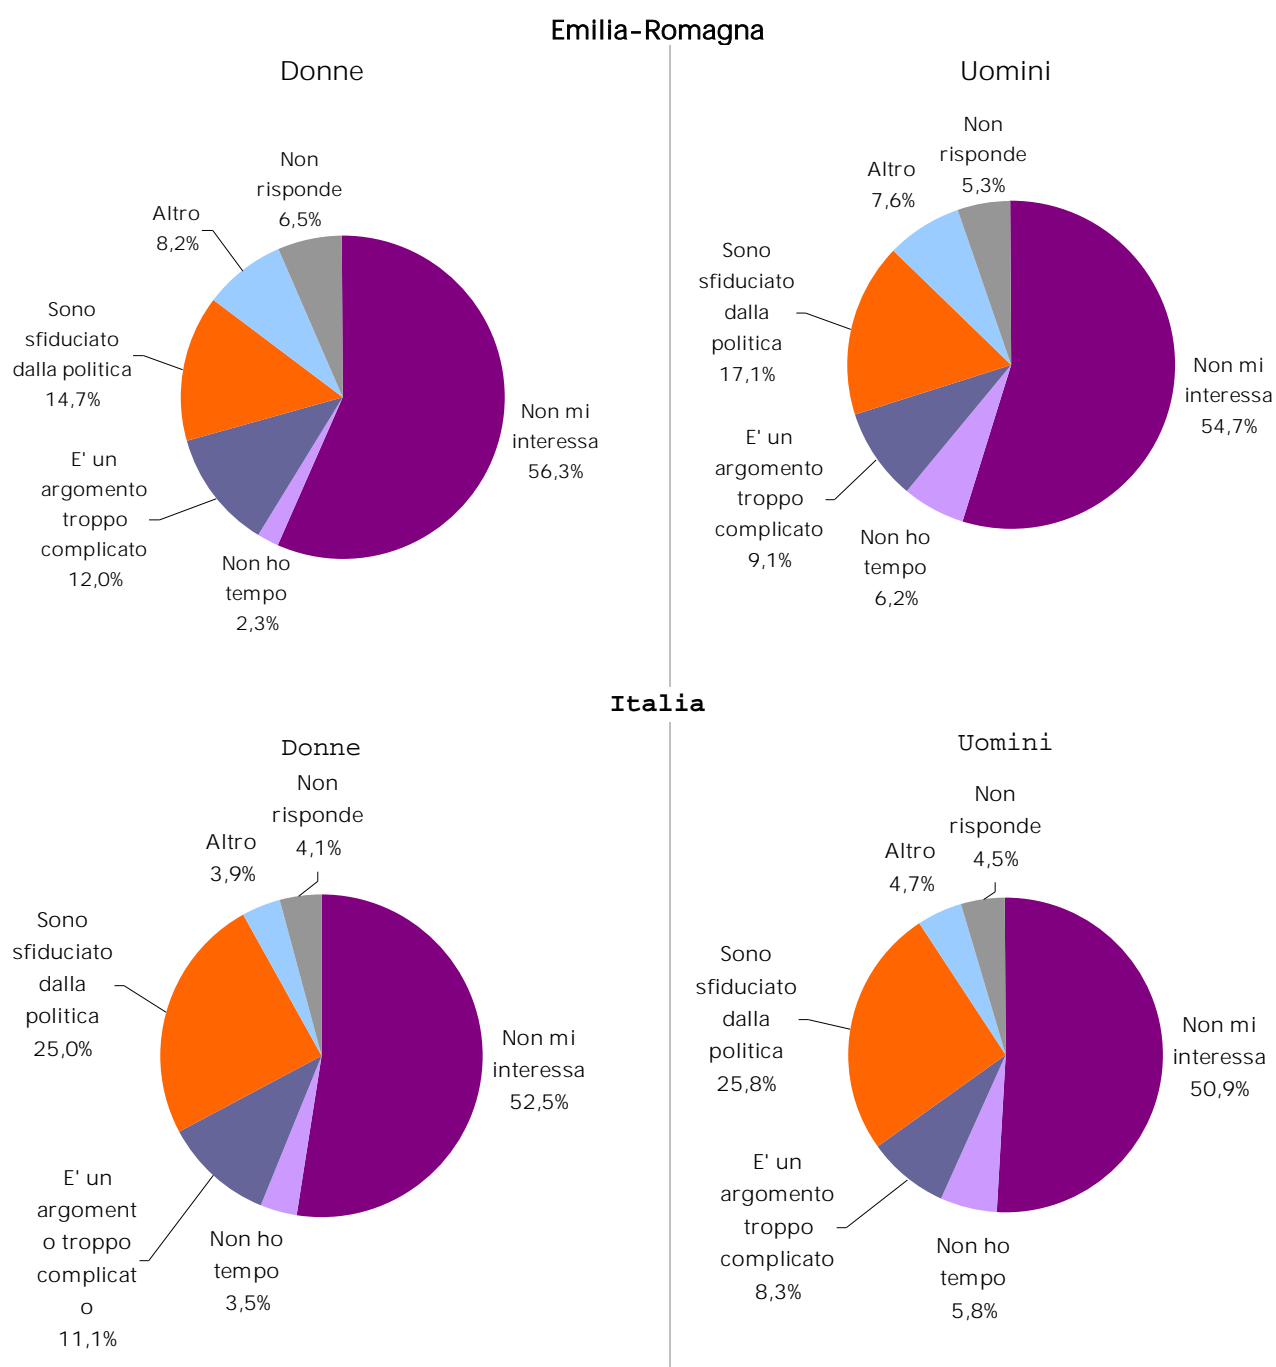 Emilia-Romagna
Donne
Non
risponde
6,5%
Altro
8,2%
Sono
sfiduciato
dalla politica
14,7%
E' un
argomento
troppo
complicato
12,0%
Non ho
tempo
2,3%
Non mi
interessa
56,3%
Uomini
Non
risponde
5,3%
Altro
7,6%
Sono
sfiduciato
dalla
politica
17,1%
E' un
argomento
troppo
complicato
9,1%
Non ho
tempo
6,2%
Non mi
interessa
54,7%
Italia
Donne
Non
risponde
4,1%
Altro
3,9%
Sono
sfiduciato
dalla
politica
25,0%
E' un
argoment
o troppo
complicat
o
11,1%
Non ho
tempo
3,5%
Non mi
interessa
52,5%
Uomini
Non
risponde
4,5%
Altro
4,7%
Sono
sfiduciato
dalla
politica
25,8%
E' un
argomento
troppo
complicato
8,3%
Non ho
tempo
5,8%
Non mi
interessa
50,9%